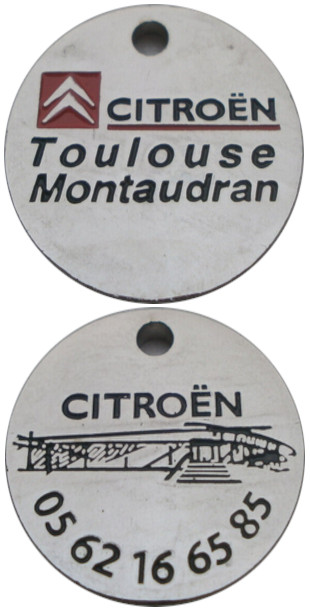 CITROËN
Toulouse
Montaudran
CITROËN
05 62 16 65 85